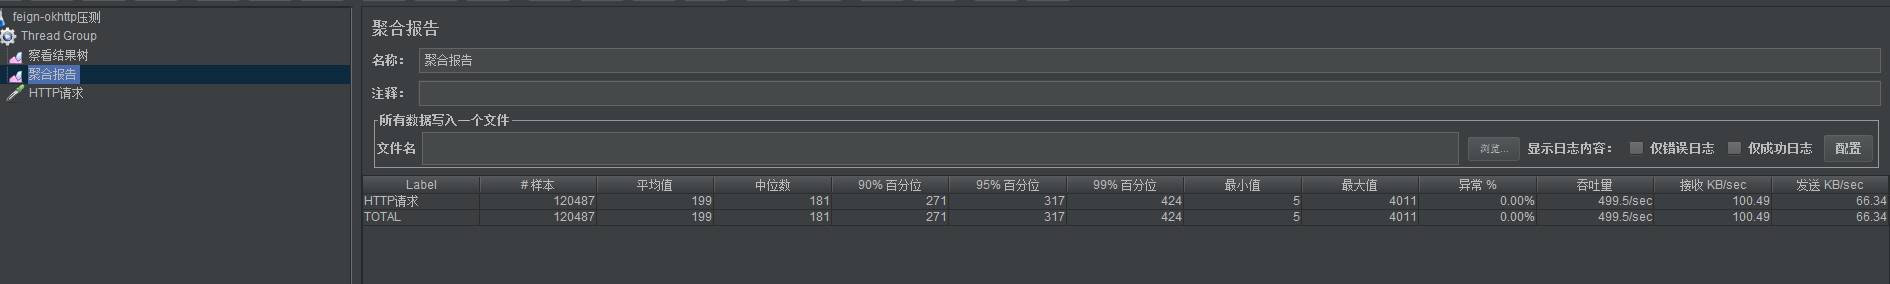 feign-okhttp压测
Thread Group
察看结果树
聚合报告
HTTP请求
聚合报告
名称： 聚合报告
注释：
所有数据写入一个文件
文件名 浏览... 显示日志内容： 仅错误日志 仅成功日志 配置
Label # 样本 平均值 中位数 90% 百分位 95% 百分位 99% 百分位 最小值 最大值 异常 % 吞吐量 接收 KB/sec 发送 KB/sec
HTTP请求 120487 199 181 271 317 424 5 4011 0.00% 499.5/sec 100.49 66.34
TOTAL 120487 199 181 271 317 424 5 4011 0.00% 499.5/sec 100.49 66.34